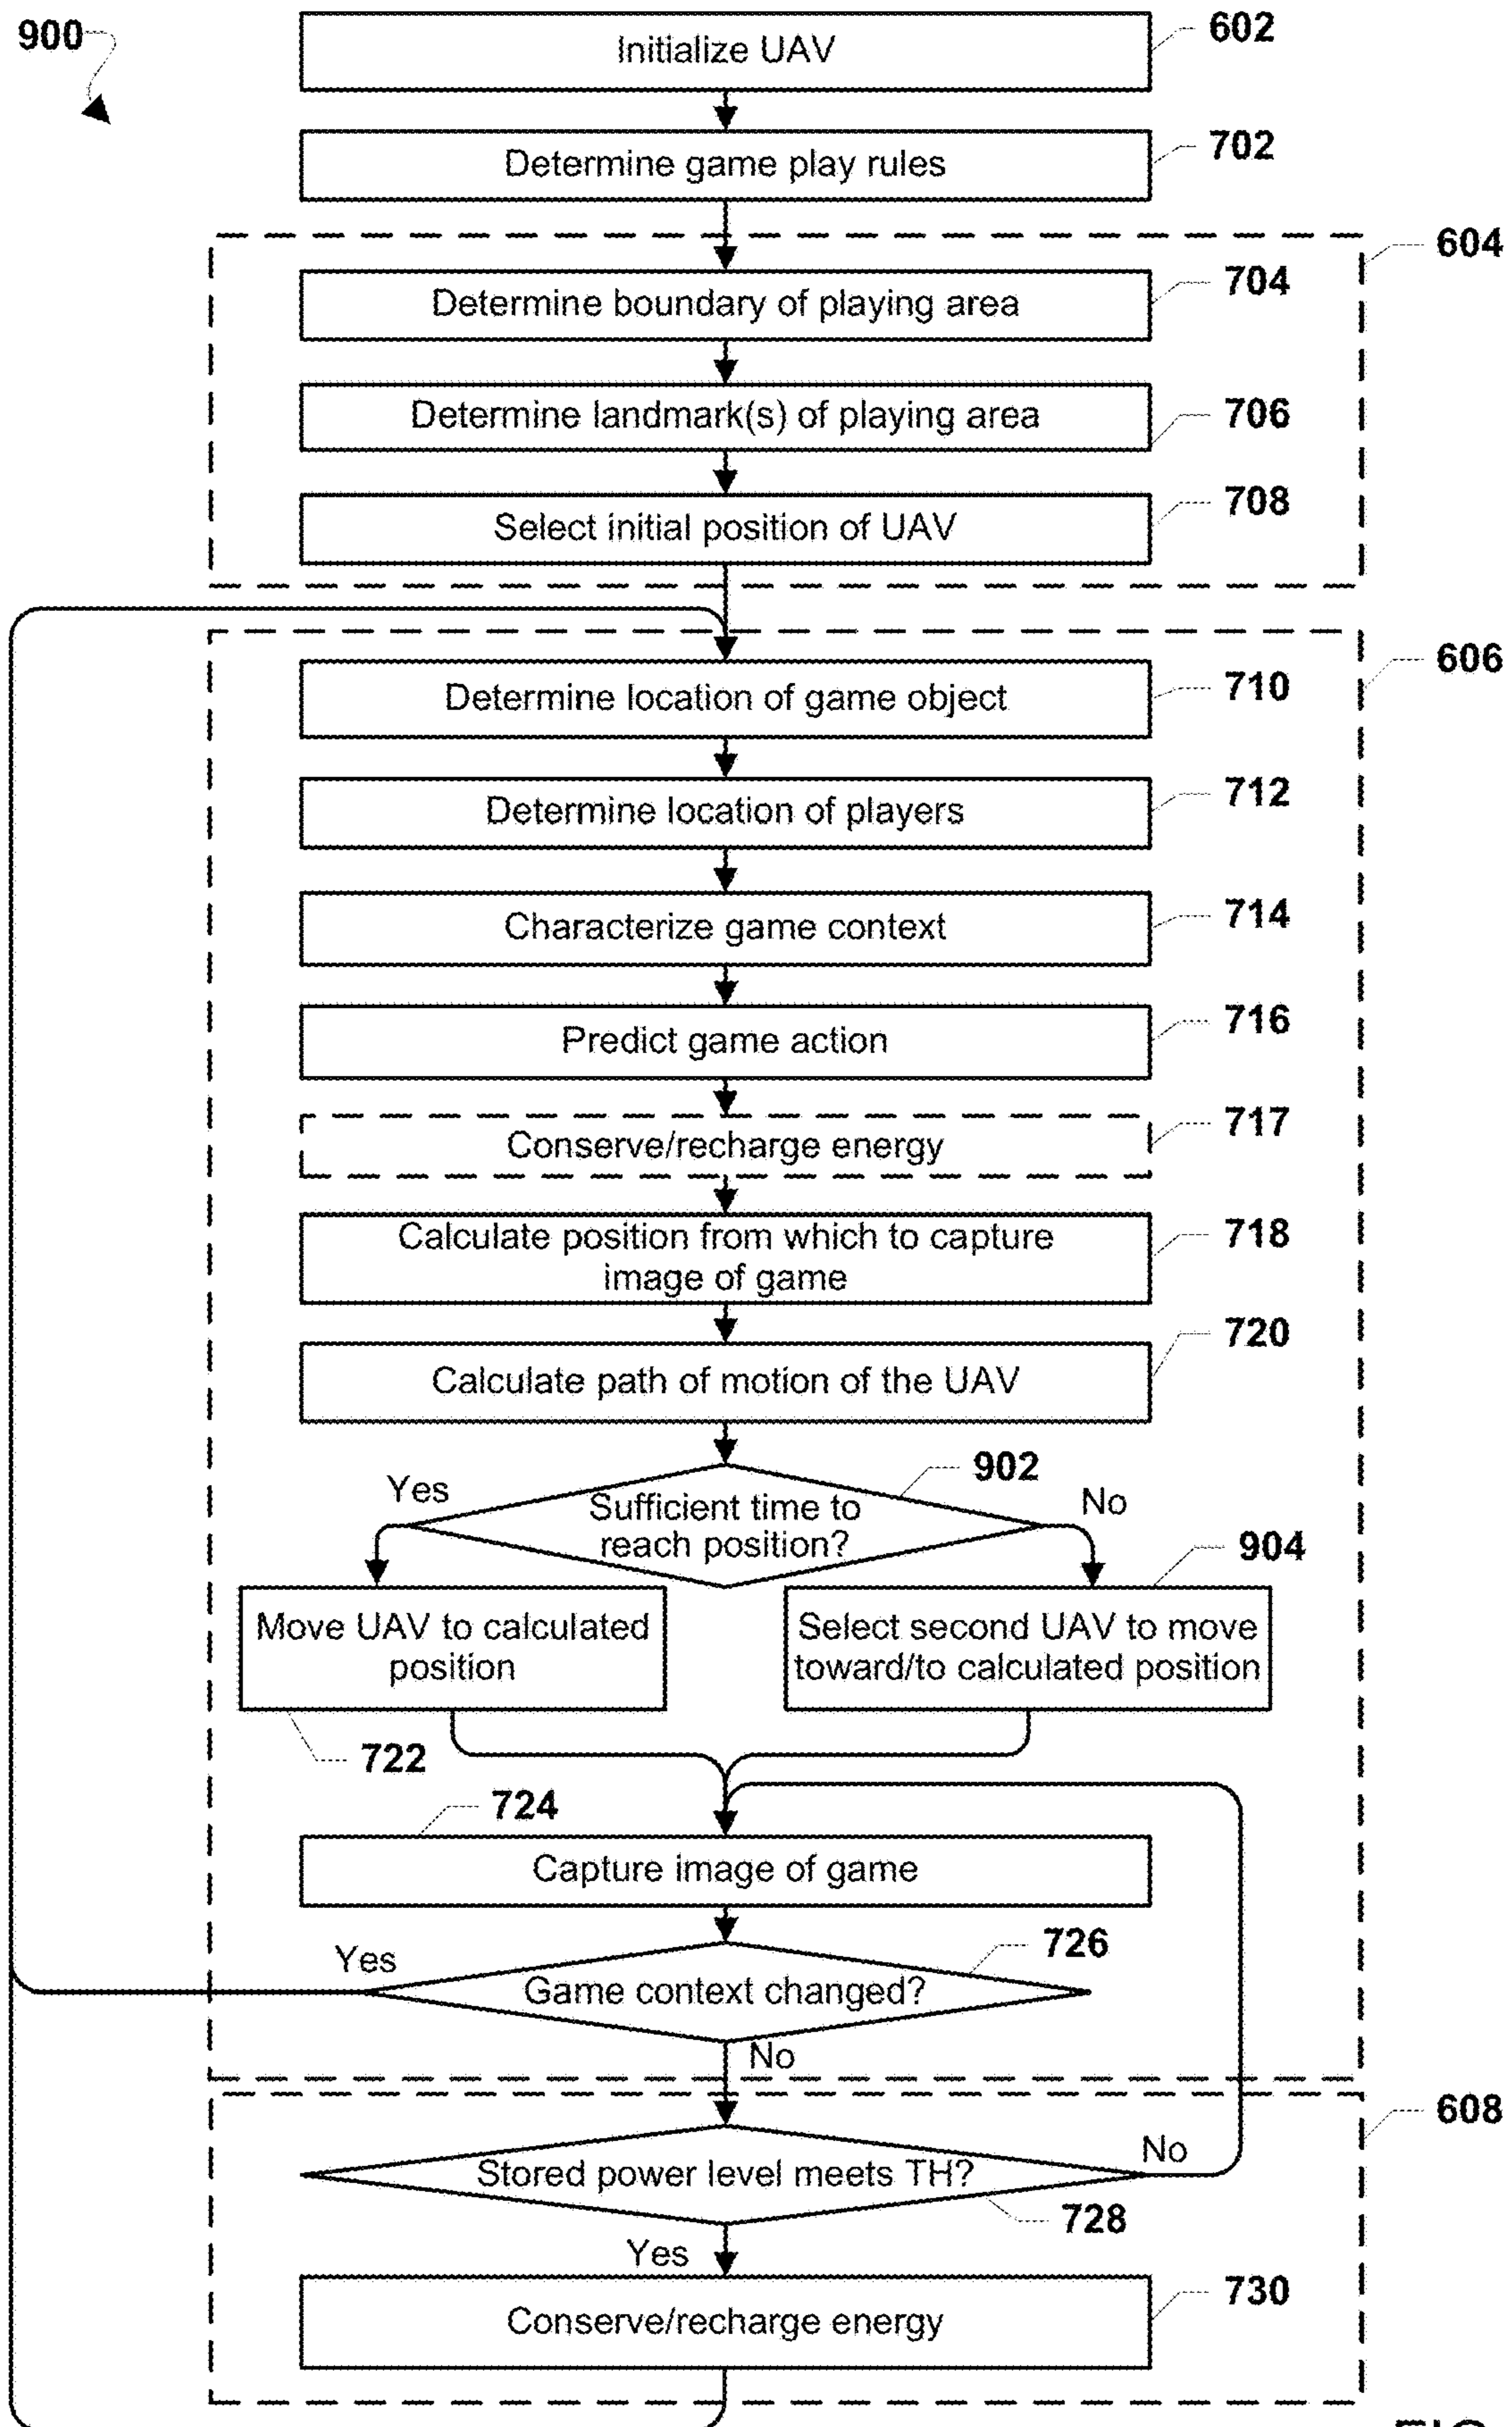 900
Initialize UAV
602
Determine game play rules
702
604
Determine boundary of playing area
704
Determine landmark(s) of playing area
706
Select initial position of UAV
708
606
Determine location of game object
710
Determine location of players
712
Characterize game context
714
Predict game action
716
Conserve/recharge energy
717
Calculate position from which to capture
image of game
718
Calculate path of motion of the UAV
720
Sufficient time to
reach position?
902
Yes
No
904
Move UAV to calculated
position
722
Select second UAV to move
toward/to calculated position
724
Capture image of game
Game context changed?
726
Yes
No
608
Stored power level meets TH?
728
No
Yes
Conserve/recharge energy
730